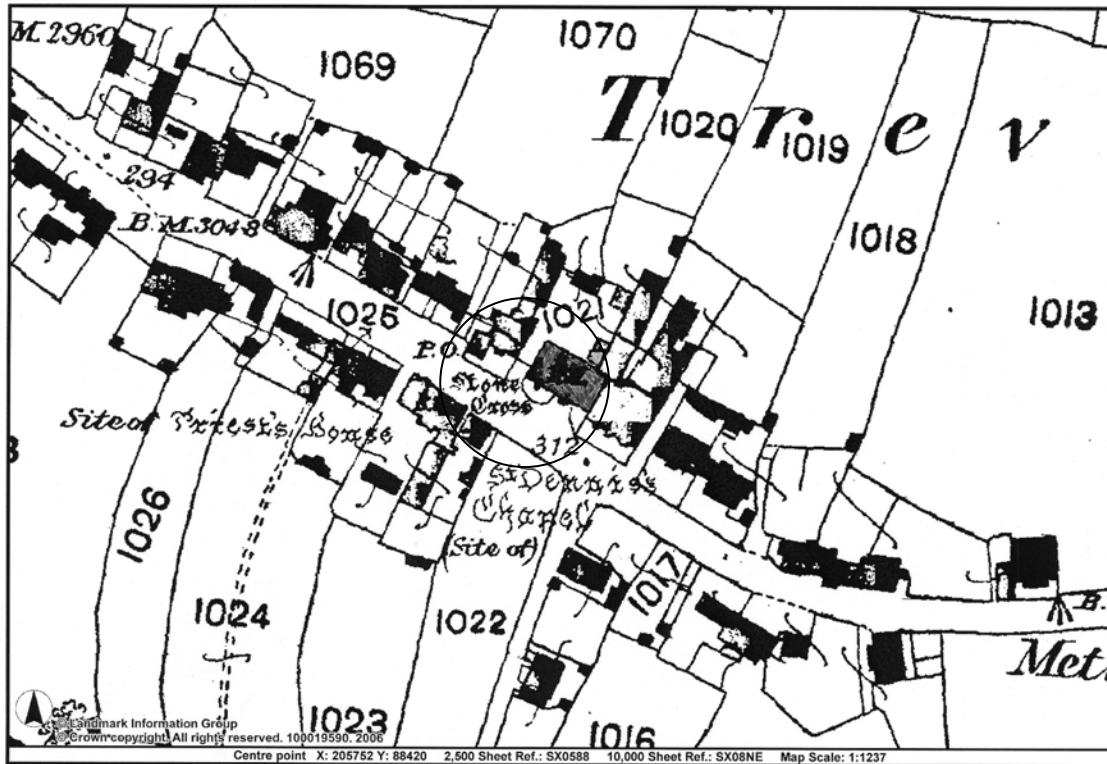 M. 2960
1069
1070
T r e v
1020
1019
294
B.M. 304·8
1018
1025
1021
1013
P.O.
Stone
Cross
Site of Priest's House
312
St Dennis's
Chapel
(Site of)
1026
1017
1024
1022
B.
Met
1023
1016
© Landmark Information Group
© Crown copyright. All rights reserved. 100019590. 2006
Centre point X: 205752 Y: 88420 2,500 Sheet Ref.: SX0588 10,000 Sheet Ref.: SX08NE Map Scale: 1:1237